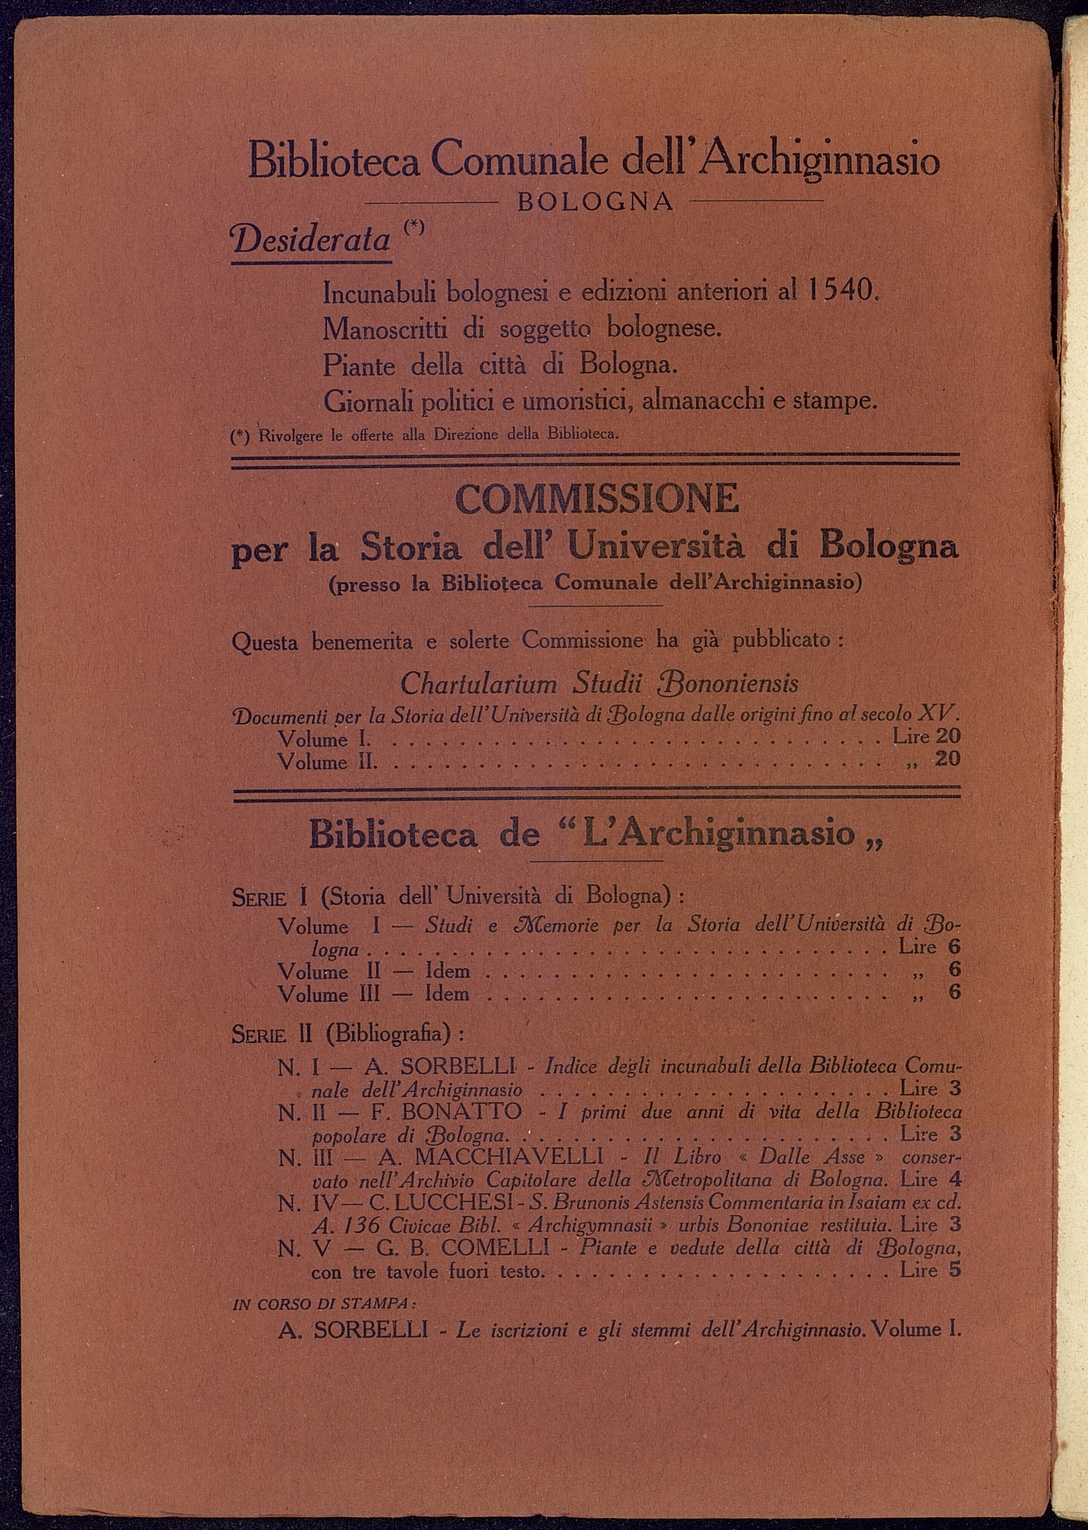 Biblioteca Comunale dell'Archiginnasio
BOLOGNA
Desiderata (*)
Incunabuli bolognesi e edizioni anteriori al 1540.
Manoscritti di soggetto bolognese.
Piante della città di Bologna.
Giornali politici e umoristici, almanacchi e stampe.
(*) Rivolgere le offerte alla Direzione della Biblioteca.
COMMISSIONE
per la Storia dell' Università di Bologna
(presso la Biblioteca Comunale dell'Archiginnasio)
Questa benemerita e solerte Commissione ha già pubblicato :
Chartularium Studii Bononiensis
Documenti per la Storia dell'Università di Bologna dalle origini fino al secolo XV.
Volume I. . . . . . . . . . . . . . . . . . . . . . . . . . . . . . . Lire 20
Volume II. . . . . . . . . . . . . . . . . . . . . . . . . . . . . . . „ 20
Biblioteca de “L'Archiginnasio „
SERIE I (Storia dell' Università di Bologna) :
Volume I — Studi e Memorie per la Storia dell'Università di Bo-
logna . . . . . . . . . . . . . . . . . . . . . . . . . . . . . Lire 6
Volume II — Idem . . . . . . . . . . . . . . . . . . . . . . . „ 6
Volume III — Idem . . . . . . . . . . . . . . . . . . . . . . . „ 6
SERIE II (Bibliografia) :
N. I — A. SORBELLI - Indice degli incunabuli della Biblioteca Comu-
nale dell'Archiginnasio . . . . . . . . . . . . . . . . . . . . Lire 3
N. II — F. BONATTO - I primi due anni di vita della Biblioteca
popolare di Bologna. . . . . . . . . . . . . . . . . . . . . . Lire 3
N. III — A. MACCHIAVELLI - Il Libro « Dalle Asse » conser-
vato nell'Archivio Capitolare della Metropolitana di Bologna. Lire 4
N. IV— C. LUCCHESI - S. Brunonis Astensis Commentaria in Isaiam ex cd.
A. 136 Civicae Bibl. « Archigymnasii » urbis Bononiae restituia. Lire 3
N. V — G. B. COMELLI - Piante e vedute della città di Bologna,
con tre tavole fuori testo. . . . . . . . . . . . . . . . . . . . Lire 5
IN CORSO DI STAMPA :
A. SORBELLI - Le iscrizioni e gli stemmi dell'Archiginnasio. Volume I.